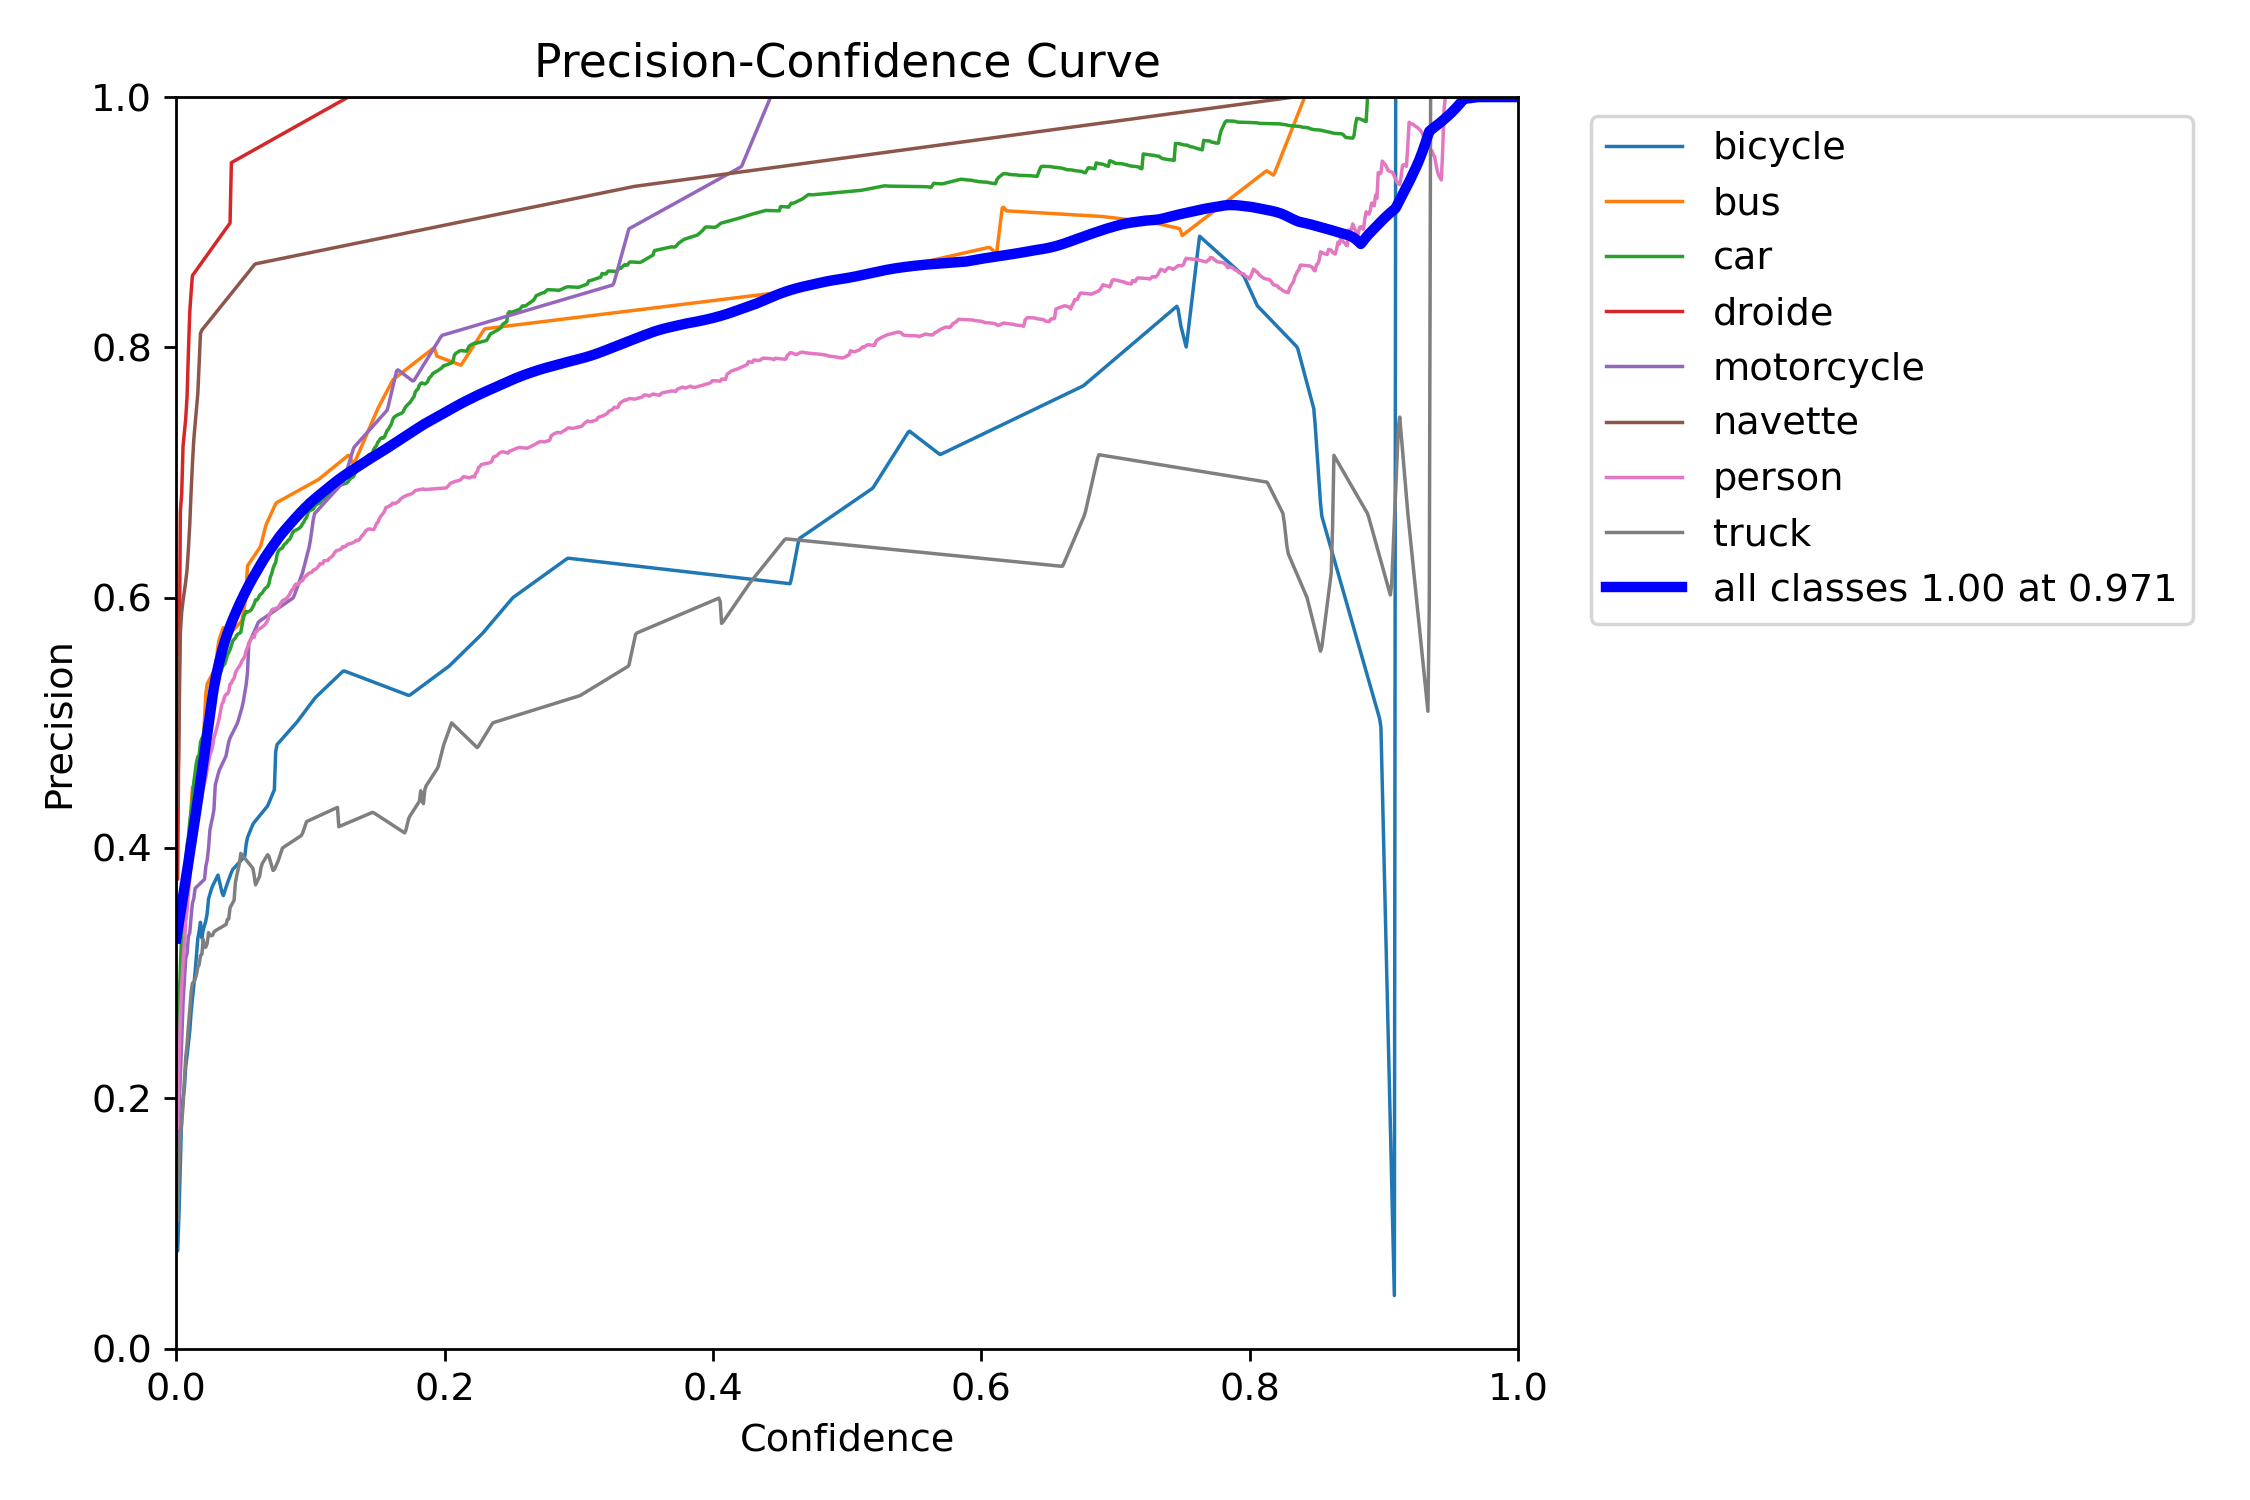 Precision-Confidence Curve
1.0
0.8
0.6
0.4
0.2
0.0
Precision
0.0 0.2 0.4 0.6 0.8 1.0
Confidence
bicycle
bus
car
droide
motorcycle
navette
person
truck
all classes 1.00 at 0.971